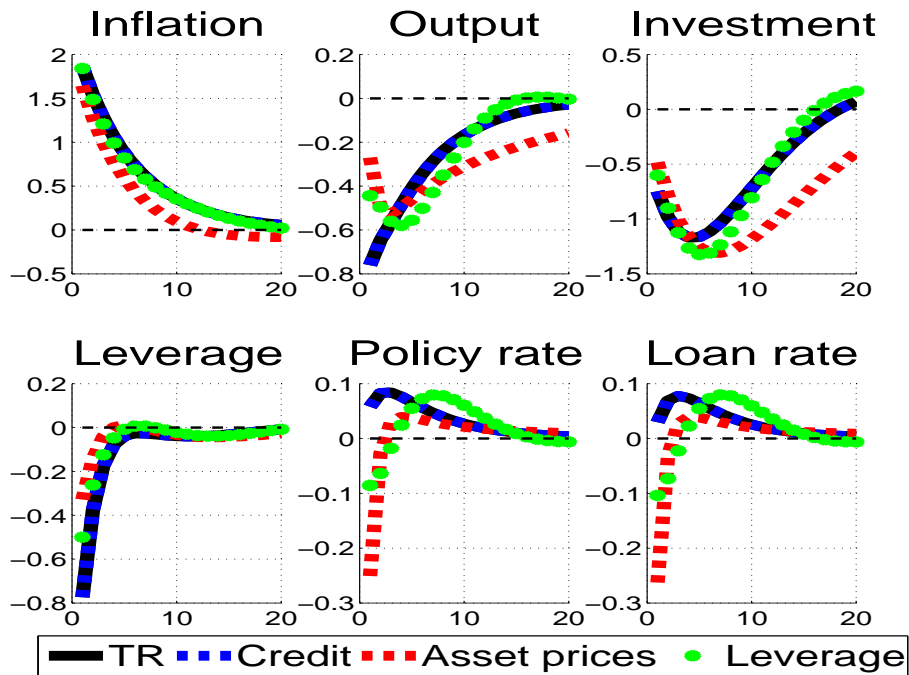 Inflation Output Investment
2 0.2 0.5
1.5 0 0
1 −0.2 −0.5
0.5 −0.4
0 −0.6 −1
−0.5 −0.8 −1.5
0 10 20 0 10 20 0 10 20
Leverage Policy rate Loan rate
0.2 0.1 0.1
0 0 0
−0.2 −0.1 −0.1
−0.4
−0.6 −0.2 −0.2
−0.8 −0.3 −0.3
0 10 20 0 10 20 0 10 20
TR Credit Asset prices Leverage